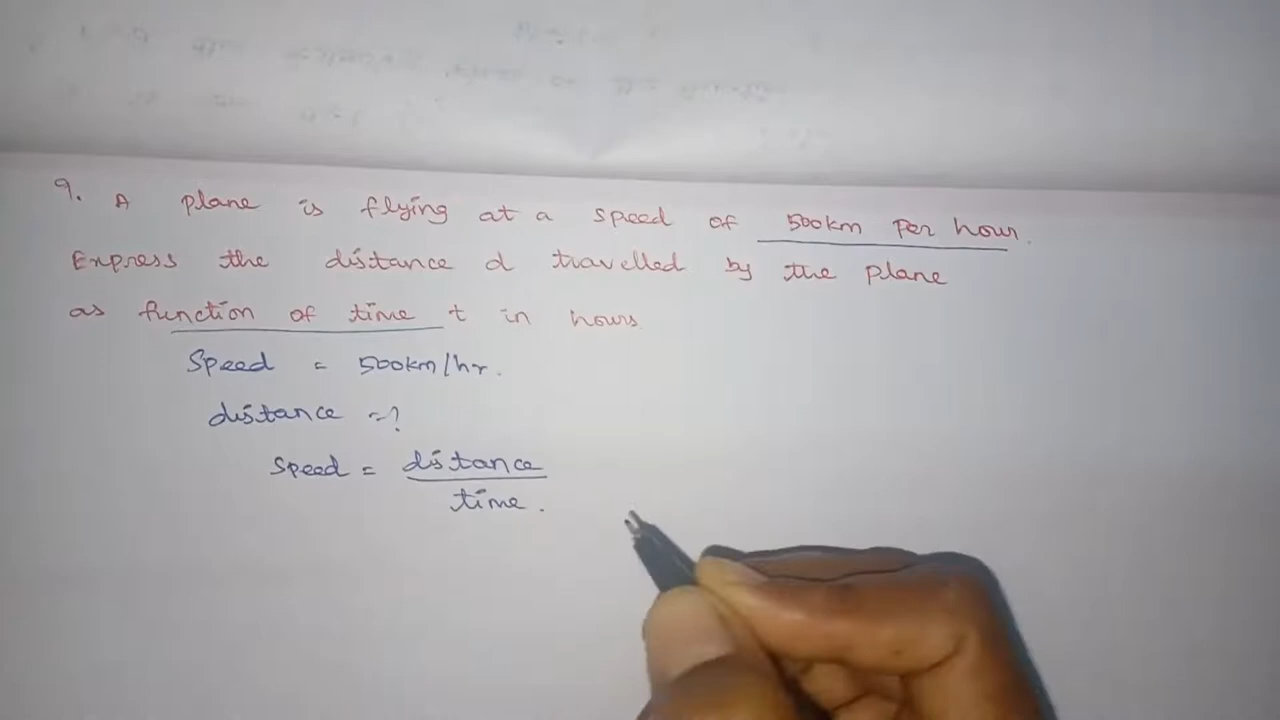 9. A plane is flying at a speed of 500km per hour.
Express the distance d travelled by the plane
as function of time t in hours
Speed = 500km/hr.
distance = ?
Speed = distance
time.